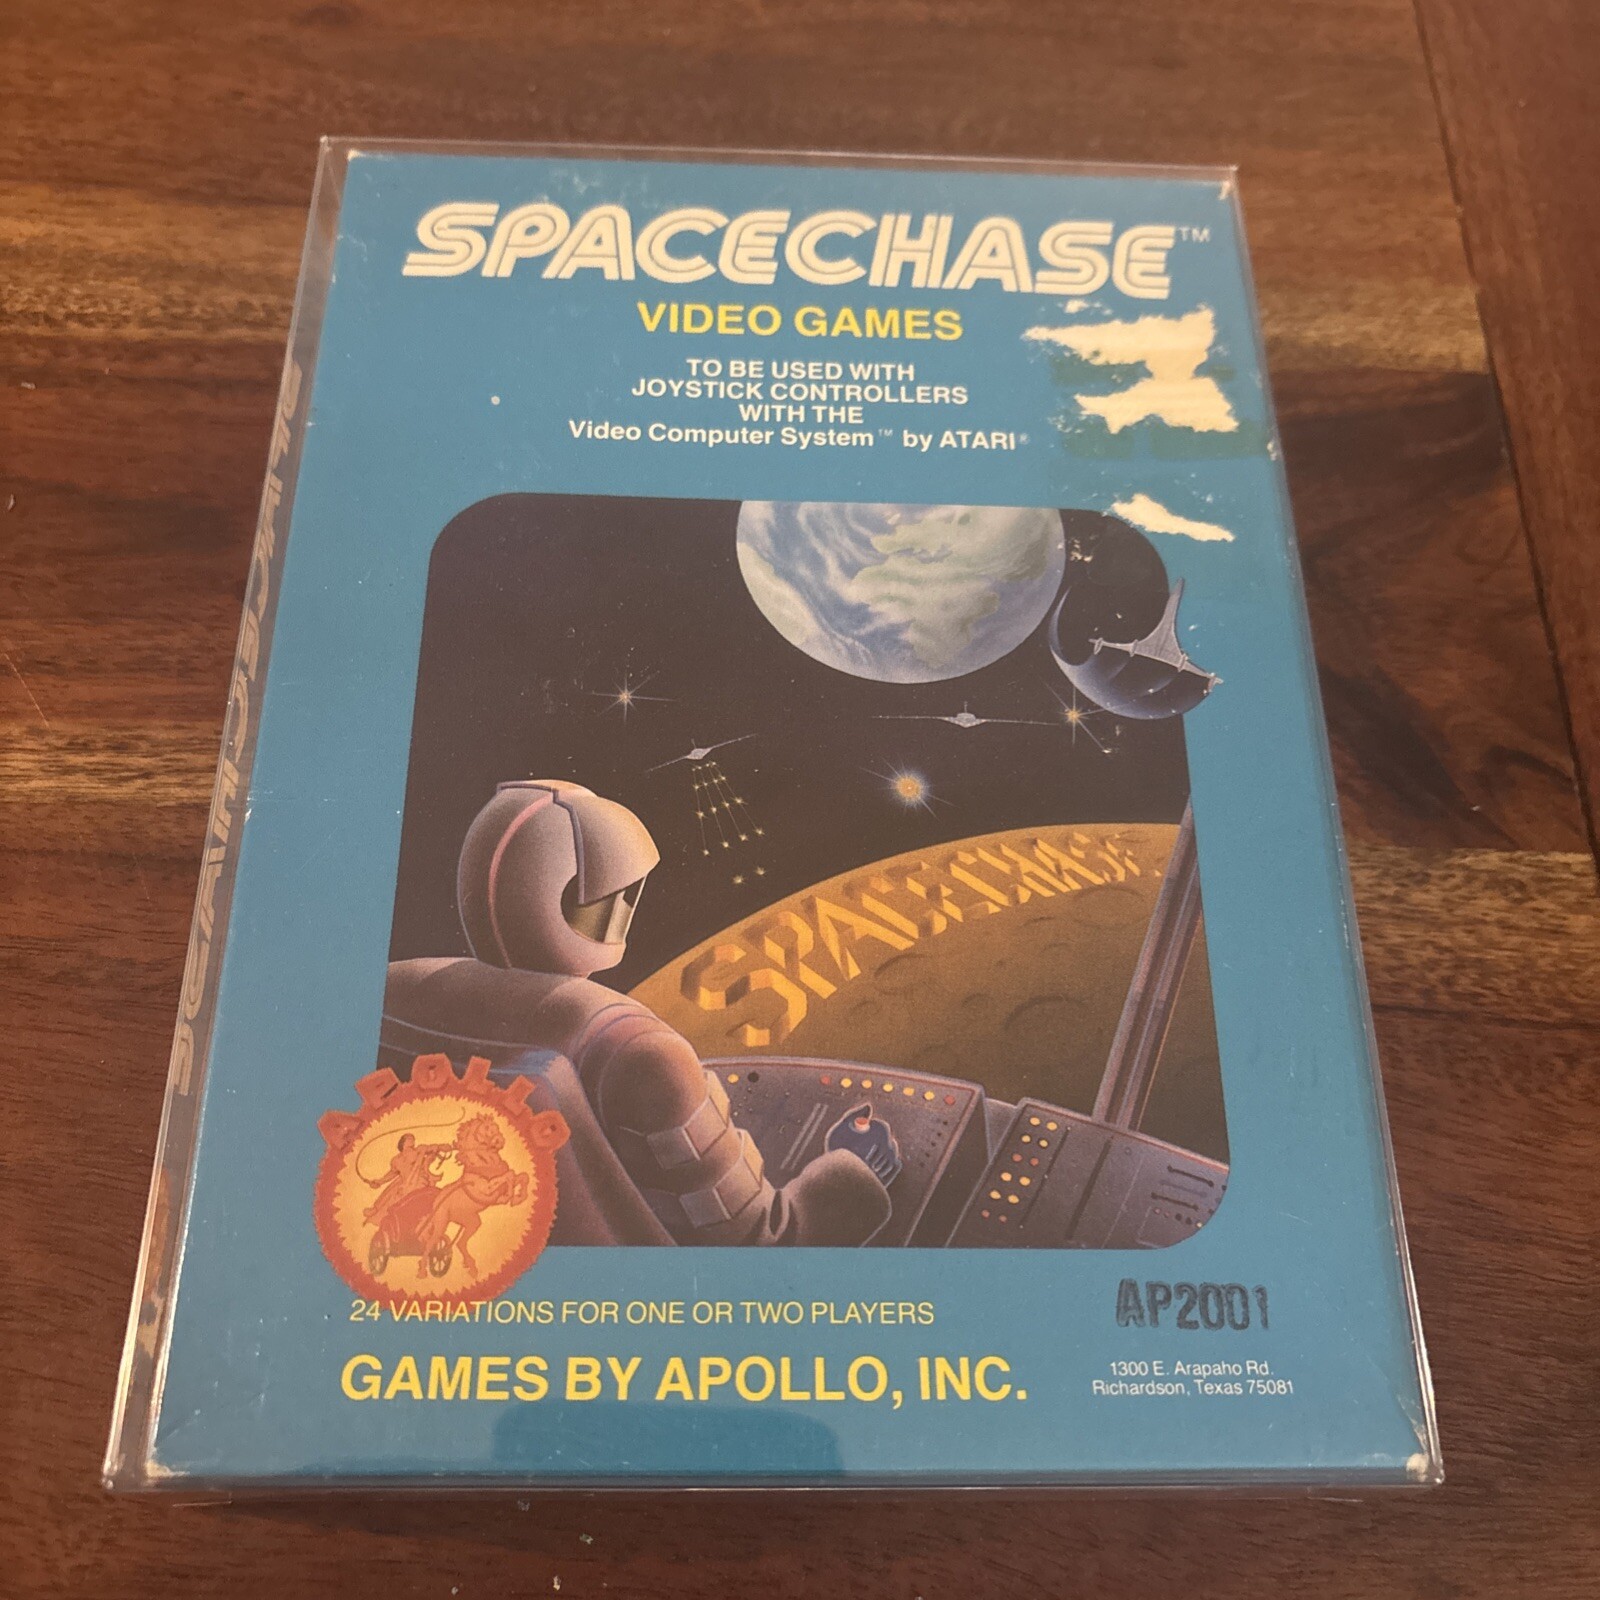 SPACECHASE™
VIDEO GAMES
TO BE USED WITH
JOYSTICK CONTROLLERS
WITH THE
Video Computer System™ by ATARI®
SPACECHASE
SPACECHASE
APOLLO
24 VARIATIONS FOR ONE OR TWO PLAYERS
AP2001
GAMES BY APOLLO, INC.
1300 E. Arapaho Rd.
Richardson, Texas 75081